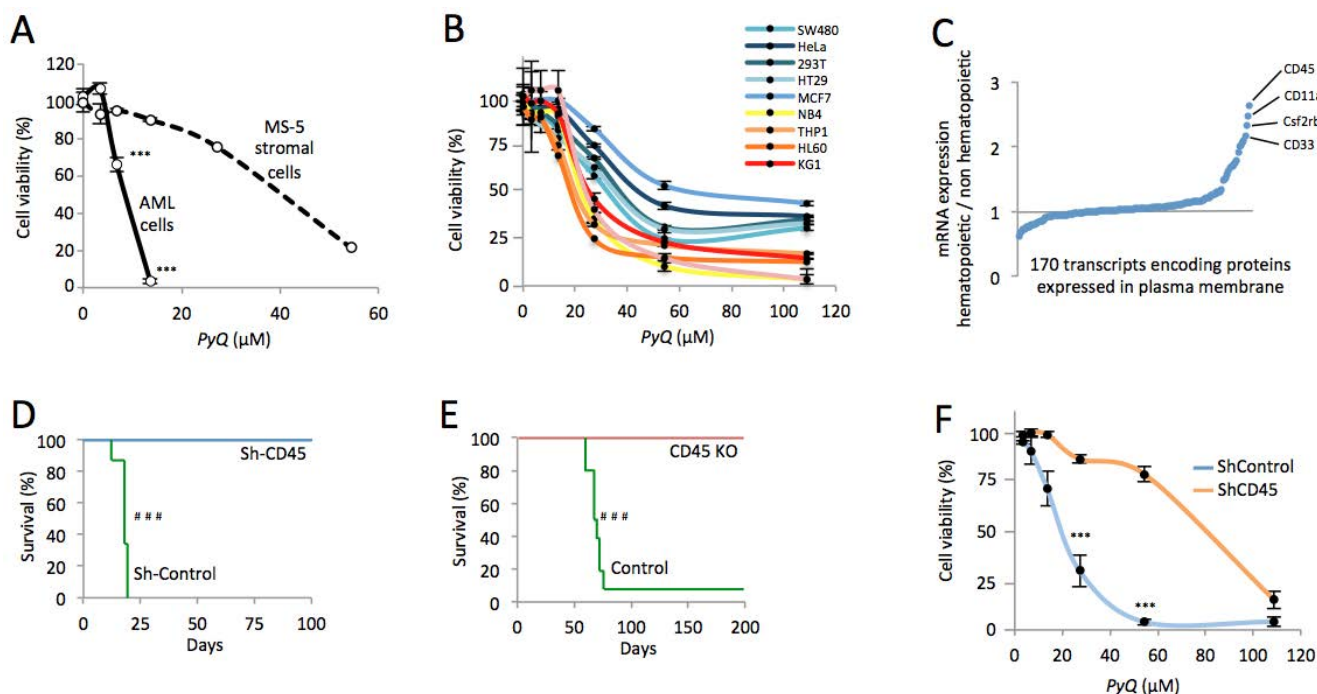 A
120
100
80
60
40
20
0
Cell viability (%)
***
***
MS-5
stromal
cells
AML
cells
0
20
40
60
PyQ (µM)
B
100
75
50
25
0
Cell viability (%)
0
20
40
60
80
100
120
PyQ (µM)
SW480
HeLa
293T
HT29
MCF7
NB4
THP1
HL60
KG1
C
mRNA expression
hematopoietic / non hematopoietic
3
2
1
0
3
CD45
Csf2rb
CD33
170 transcripts encoding proteins
expressed in plasma membrane
D
100
80
60
40
20
0
Survival (%)
Sh-CD45
# # #
Sh-Control
0
25
50
75
100
Days
E
100
80
60
40
20
0
Survival (%)
CD45 KO
# # #
Control
0
50
100
150
200
Days
F
100
75
50
25
0
Cell viability (%)
ShControl
ShCD45
***
***
0
20
40
60
80
100
120
PyQ (µM)